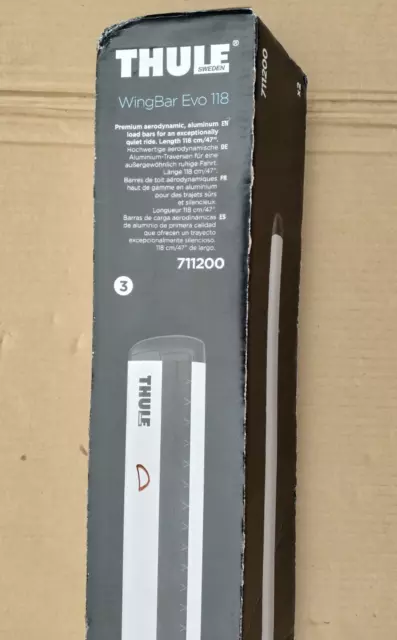 THULE®
SWEDEN
WingBar Evo 118
Premium aerodynamic, aluminum EN
load bars for an exceptionally
quiet ride. Length 118 cm/47".
Hochwertige aerodynamische DE
Aluminium-Traversen für eine
außergewöhnlich ruhige Fahrt.
Länge 118 cm/47".
Barres de toit aérodynamiques FR
haut de gamme en aluminium
pour des trajets sûrs
et silencieux.
Longueur 118 cm/47".
Barras de carga aerodinámicas ES
de aluminio de primera calidad
que ofrecen un trayecto
excepcionalmente silencioso.
118 cm/47" de largo.
711200
3
THULE
711200
x2